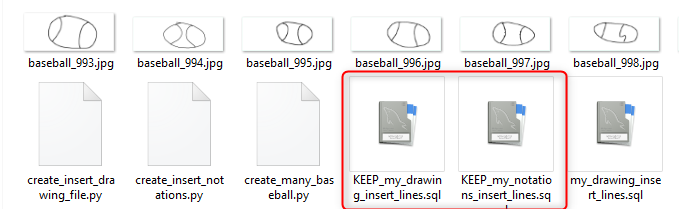 baseball_993.jpg
baseball_994.jpg
baseball_995.jpg
baseball_996.jpg
baseball_997.jpg
baseball_998.jpg
create_insert_dra
wing_file.py
create_insert_not
ations.py
create_many_bas
eball.py
KEEP_my_drawin
g_insert_lines.sql
KEEP_my_notatio
ns_insert_lines.sq
my_drawing_inse
rt_lines.sql